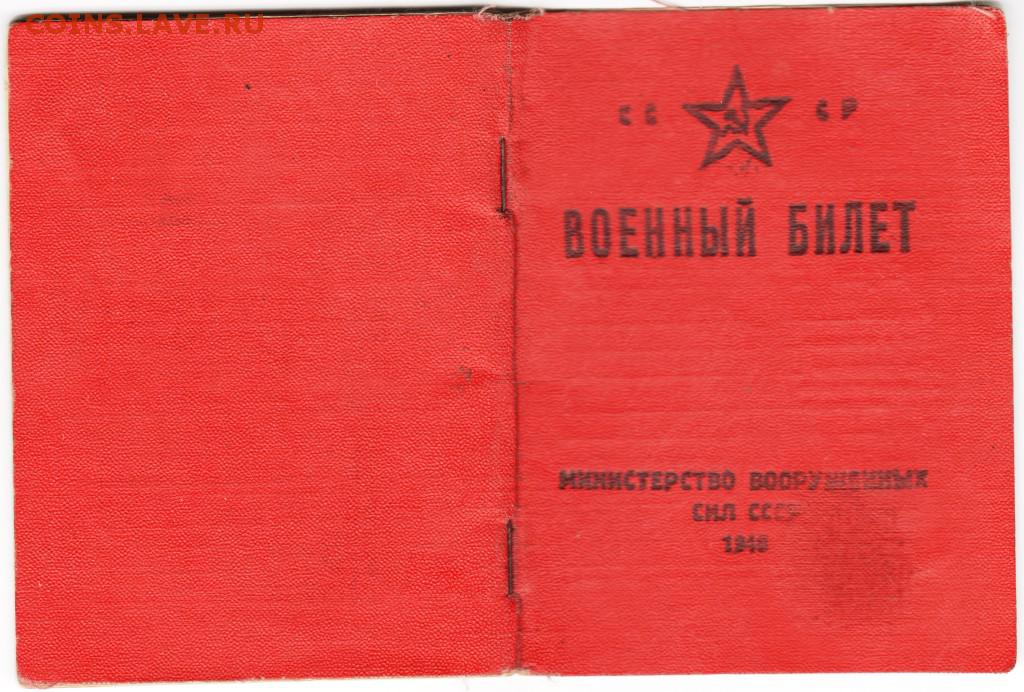 COINS.LAVE.RU
СС СР
ВОЕННЫЙ БИЛЕТ
МИНИСТЕРСТВО ВООРУЖЕННЫХ
СИЛ СССР